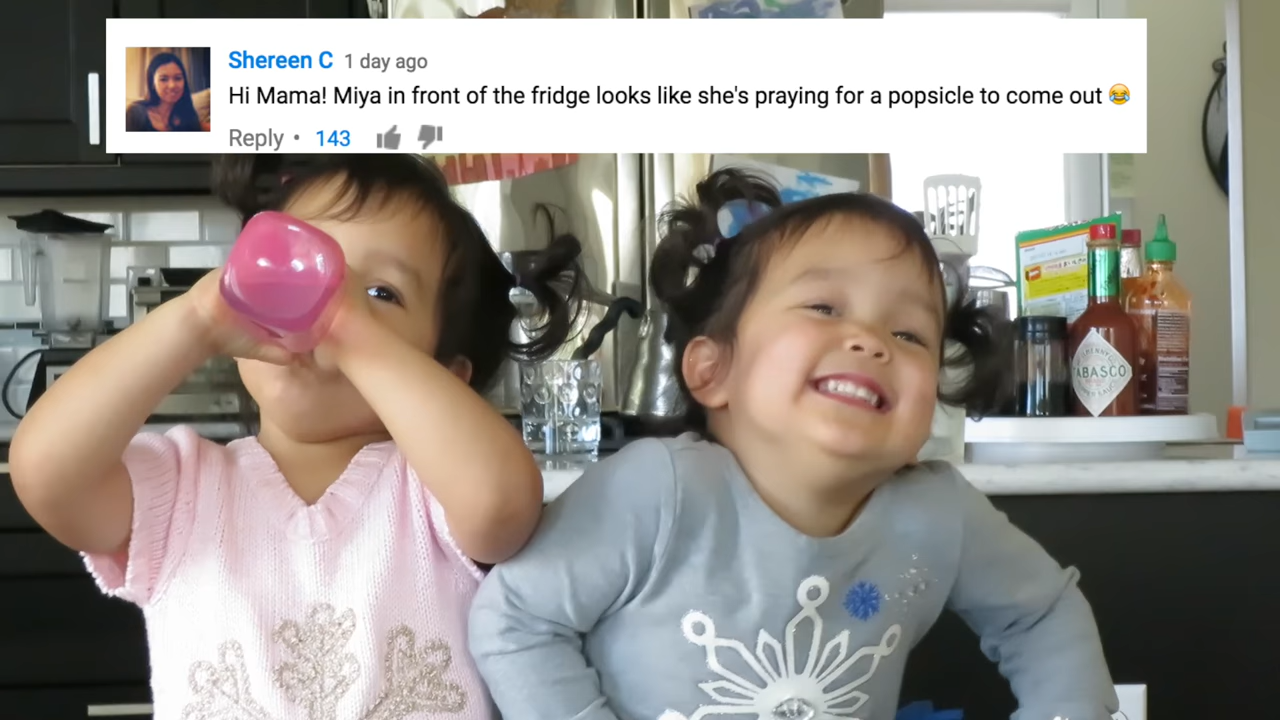 Shereen C 1 day ago
Hi Mama! Miya in front of the fridge looks like she's praying for a popsicle to come out 😂
Reply • 143
TABASCO